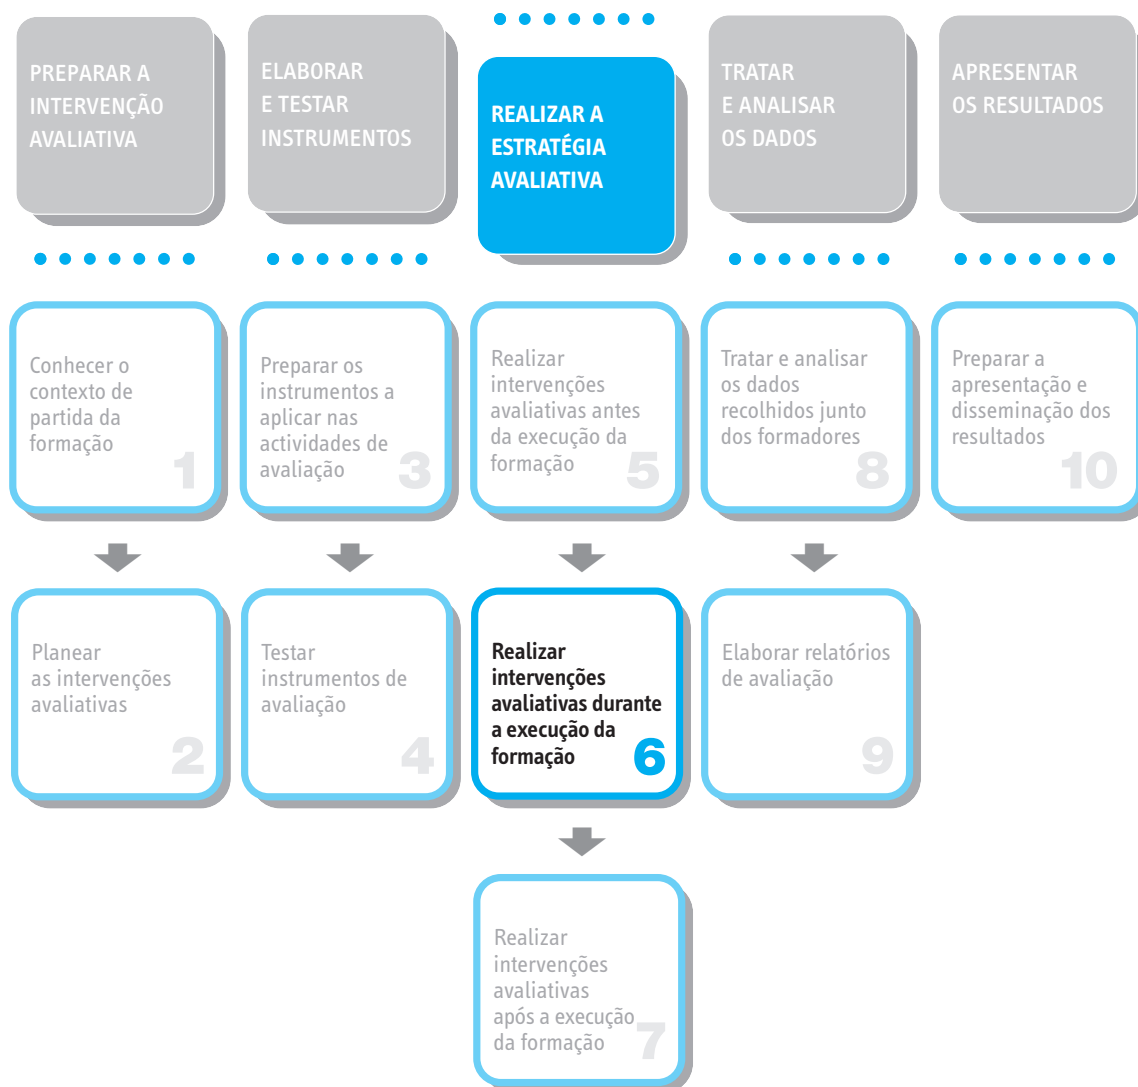 PREPARAR A
INTERVENÇÃO
AVALIATIVA
ELABORAR
E TESTAR
INSTRUMENTOS
REALIZAR A
ESTRATÉGIA
AVALIATIVA
TRATAR
E ANALISAR
OS DADOS
APRESENTAR
OS RESULTADOS
Conhecer o
contexto de
partida da
formação
1
Preparar os
instrumentos a
aplicar nas
actividades de
avaliação
3
Realizar
intervenções
avaliativas antes
da execução da
formação
5
Tratar e analisar
os dados
recolhidos junto
dos formadores
8
Preparar a
apresentação e
disseminação dos
resultados
10
Planear
as intervenções
avaliativas
2
Testar
instrumentos de
avaliação
4
Realizar
intervenções
avaliativas durante
a execução da
formação
6
Elaborar relatórios
de avaliação
9
Realizar
intervenções
avaliativas
após a execução
da formação
7